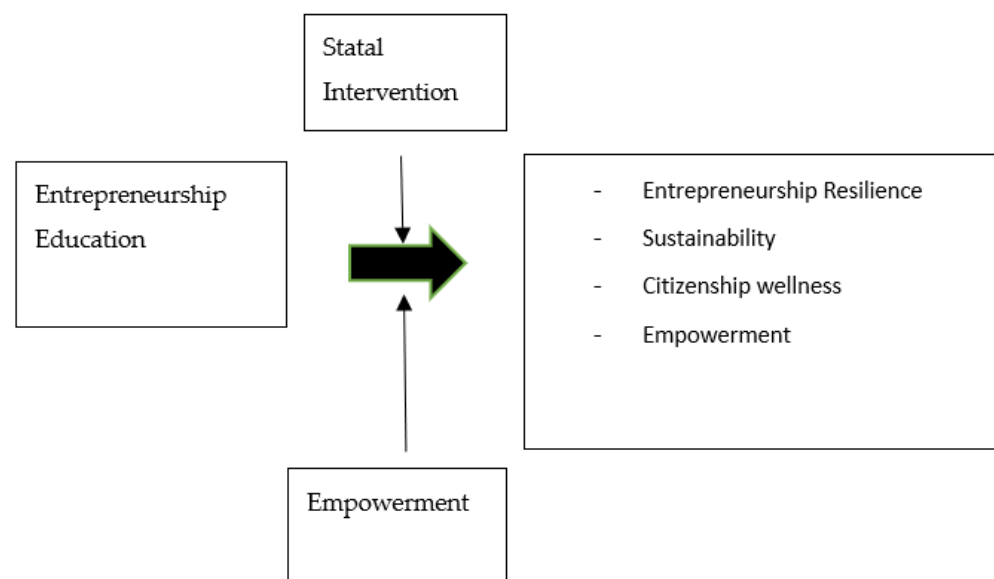 Statal
Intervention
Entrepreneurship
Education
- Entrepreneurship Resilience
- Sustainability
- Citizenship wellness
- Empowerment
Empowerment